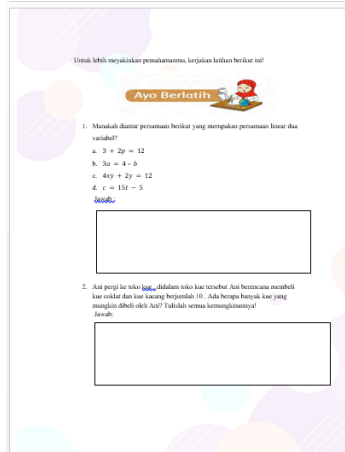 Untuk lebih meyakinkan pemahamanmu, kerjakan latihan berikut ini!
Ayo Berlatih
1. Manakah diantar persamaan berikut yang merupakan persamaan linear dua
variabel?
a. 3 + 2p = 12
b. 3a = 4 − b
c. 4xy + 2y = 12
d. c = 15t − 5
Jawab :
2. Ani pergi ke toko kue , didalam toko kue tersebut Ani berencana membeli
kue coklat dan kue kacang berjumlah 10 . Ada berapa banyak kue yang
mungkin dibeli oleh Ani? Tulislah semua kemungkinannya!
Jawab: